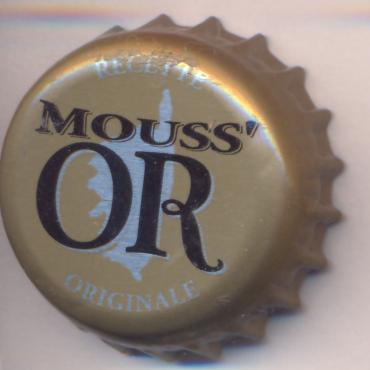 RECETTE
MOUSS'
OR
ORIGINALE